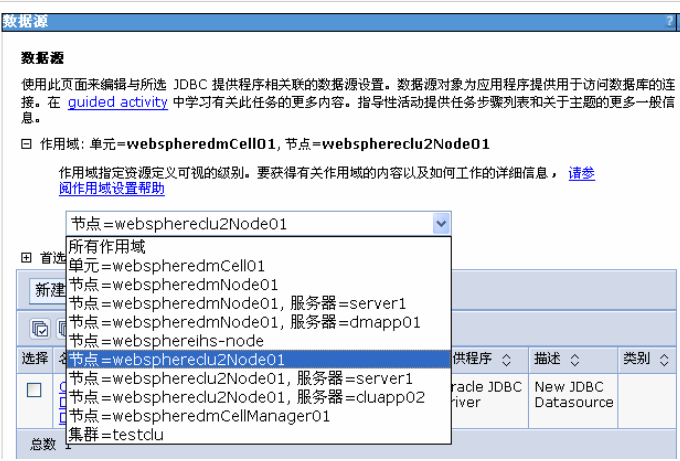 数据源
?
数据源
使用此页面来编辑与所选 JDBC 提供程序相关联的数据源设置。数据源对象为应用程序提供用于访问数据库的连
接。在 guided activity 中学习有关此任务的更多内容。指导性活动提供任务步骤列表和关于主题的更多一般信
息。
作用域: 单元=webspheredmCell01, 节点=websphereclu2Node01
作用域指定资源定义可视的级别。要获得有关作用域的内容以及如何工作的详细信息， 请参
阅作用域设置帮助
节点=websphereclu2Node01
所有作用域
首选
单元=webspheredmCell01
节点=webspheredmNode01
新建
节点=webspheredmNode01, 服务器=server1
节点=webspheredmNode01, 服务器=dmapp01
节点=websphereihs-node
选择 节点=websphereclu2Node01 供程序 描述 类别
节点=websphereclu2Node01, 服务器=server1
racle JDBC New JDBC
节点=websphereclu2Node01, 服务器=cluapp02
river Datasource
节点=webspheredmCellManager01
集群=testclu
总数 1